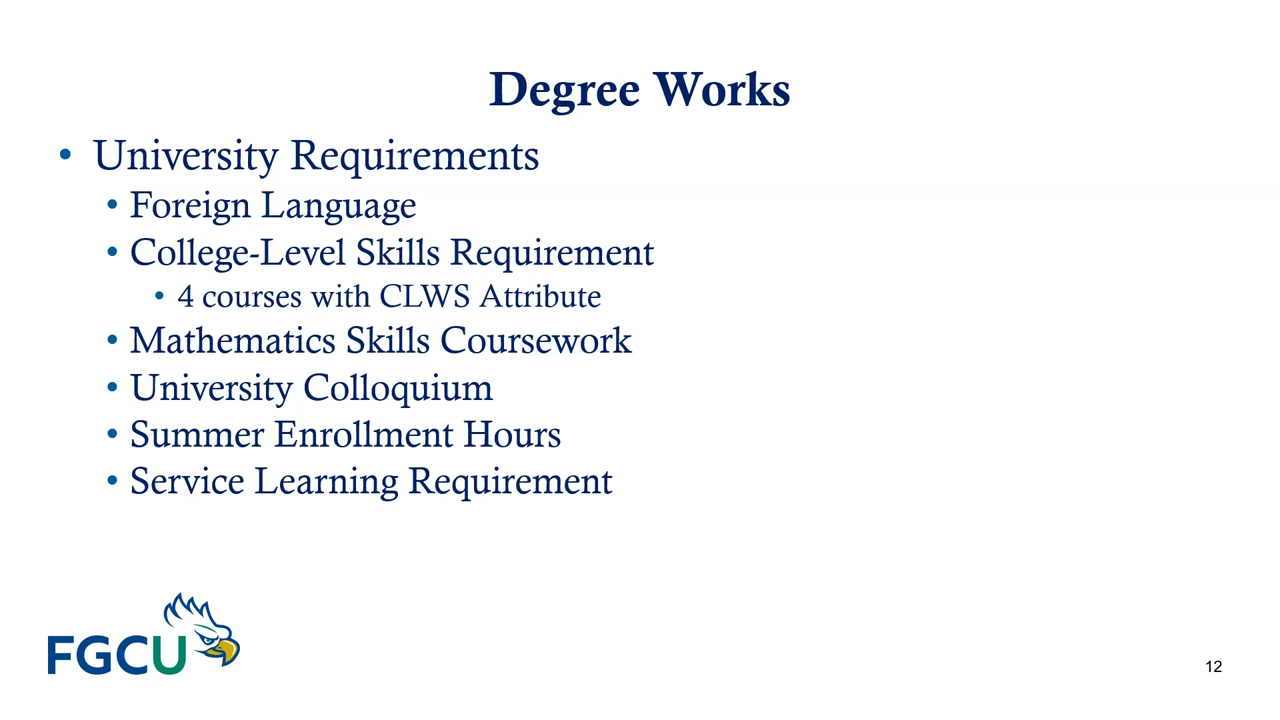 Degree Works
• University Requirements
• Foreign Language
• College-Level Skills Requirement
• 4 courses with CLWS Attribute
• Mathematics Skills Coursework
• University Colloquium
• Summer Enrollment Hours
• Service Learning Requirement
FGCU
12